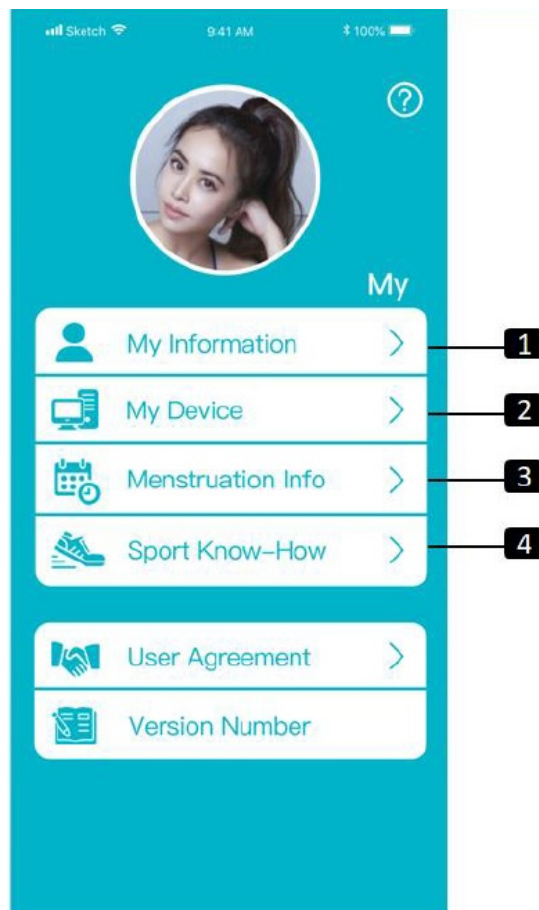 Sketch 9:41 AM 100%
?
My
My Information 1
My Device 2
Menstruation Info 3
Sport Know-How 4
User Agreement
Version Number